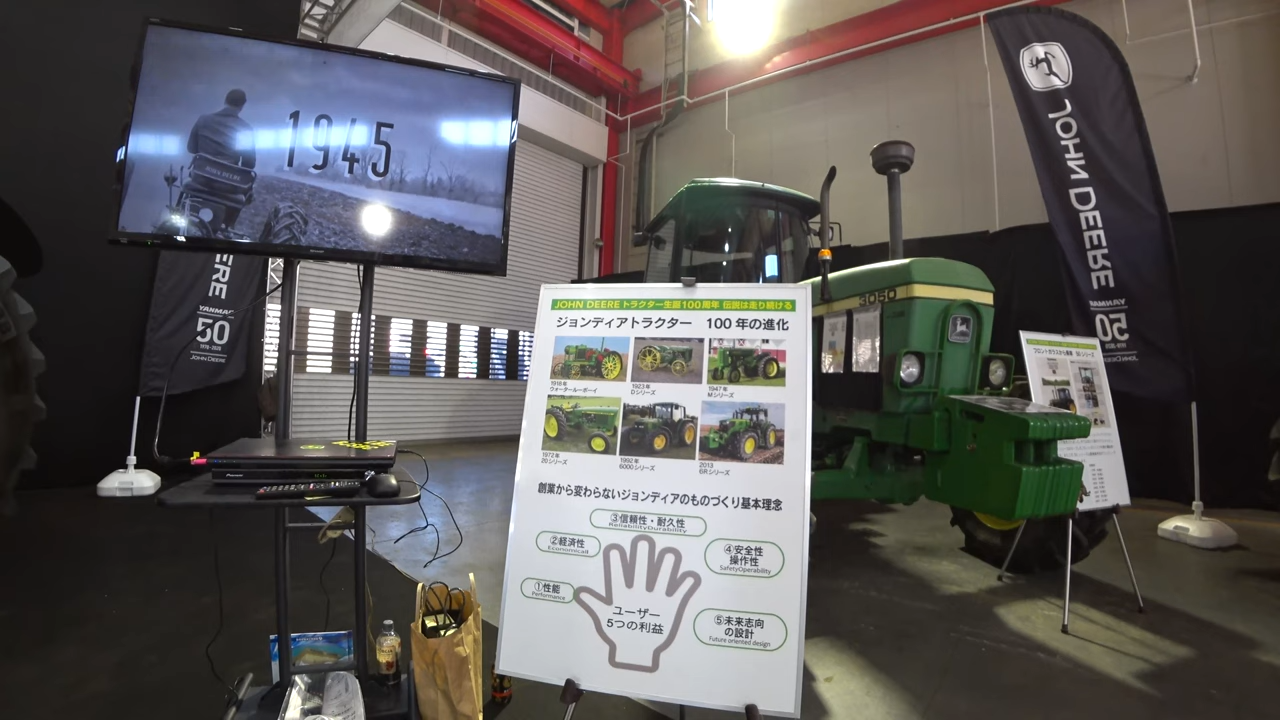 1945
JOHN DEERE
ERE
YANMAR
50
JOHN DEERE
JOHN DEERE トラクター生誕100周年 伝説は走り続ける
ジョンディアトラクター 100年の進化
1918年
ウォータールーボーイ
1923年
Dシリーズ
1947年
Mシリーズ
1972年
20シリーズ
1992年
6000シリーズ
2013
6Rシリーズ
創業から変わらないジョンディアのものづくり基本理念
③信頼性・耐久性
ReliabilityDurability
②経済性
Economical
④安全性
操作性
SafetyOperability
①性能
Performance
ユーザー
5つの利益
⑤未来志向
の設計
Future oriented design
3050
JOHN DEERE
YANMAR
50
JOHN DEERE
Pioneer